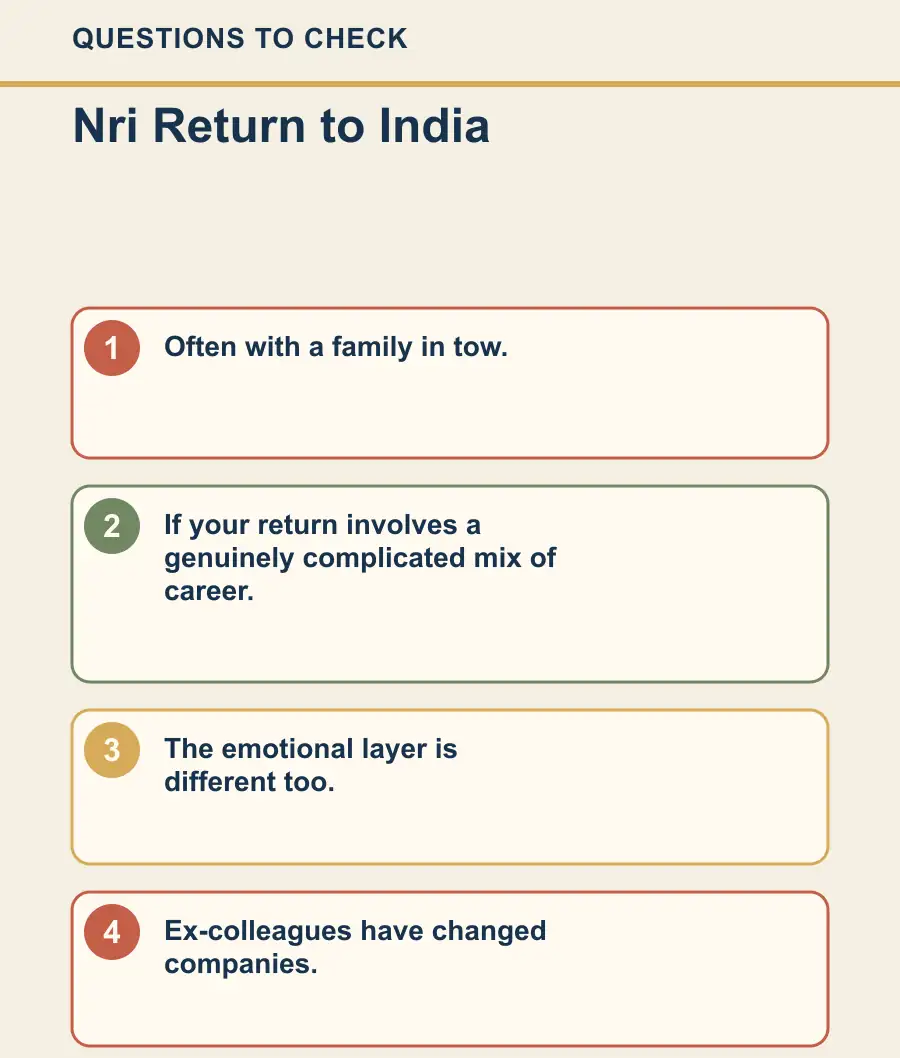 QUESTIONS TO CHECK
Nri Return to India
1
Often with a family in tow.
2
If your return involves a
genuinely complicated mix of
career.
3
The emotional layer is
different too.
4
Ex-colleagues have changed
companies.